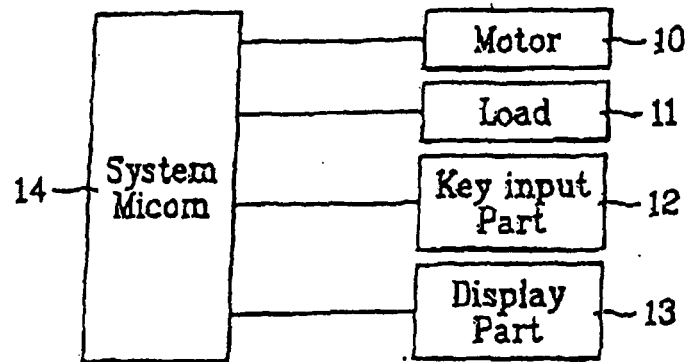 Motor
10
Load
11
System
Micom
14
Key input
Part
12
Display
Part
13